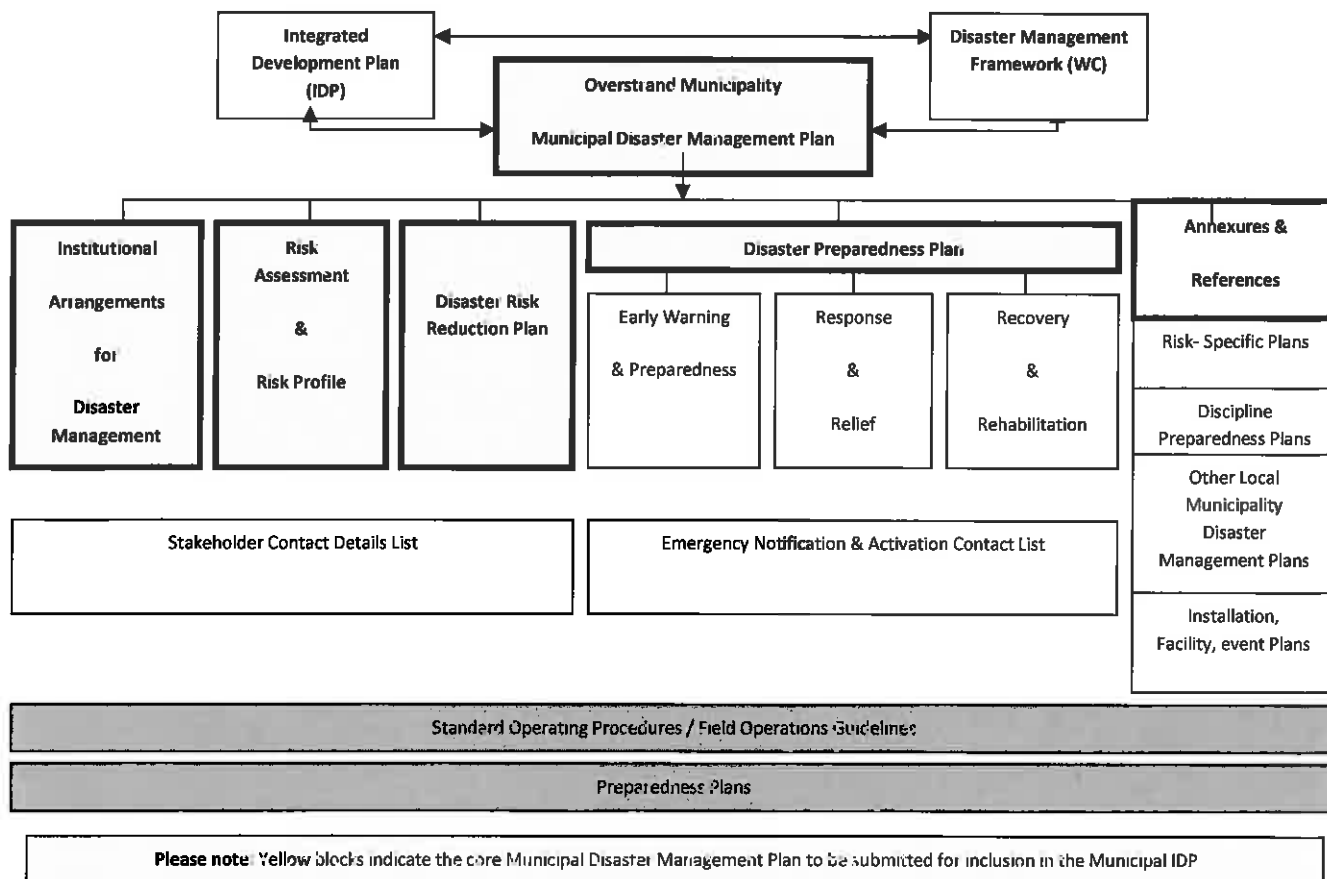 Integrated
Development Plan
(IDP)
Disaster Management
Framework (WC)
Overstrand Municipality
Municipal Disaster Management Plan
Institutional
Arrangements
for
Disaster
Management
Risk
Assessment
&
Risk Profile
Disaster Risk
Reduction Plan
Disaster Preparedness Plan
Early Warning
& Preparedness
Response
&
Relief
Recovery
&
Rehabilitation
Annexures &
References
Risk- Specific Plans
Discipline
Preparedness Plans
Other Local
Municipality
Disaster
Management Plans
Installation,
Facility, event Plans
Stakeholder Contact Details List
Emergency Notification & Activation Contact List
Standard Operating Procedures / Field Operations Guidelines
Preparedness Plans
Please note: Yellow blocks indicate the core Municipal Disaster Management Plan to be submitted for inclusion in the Municipal IDP